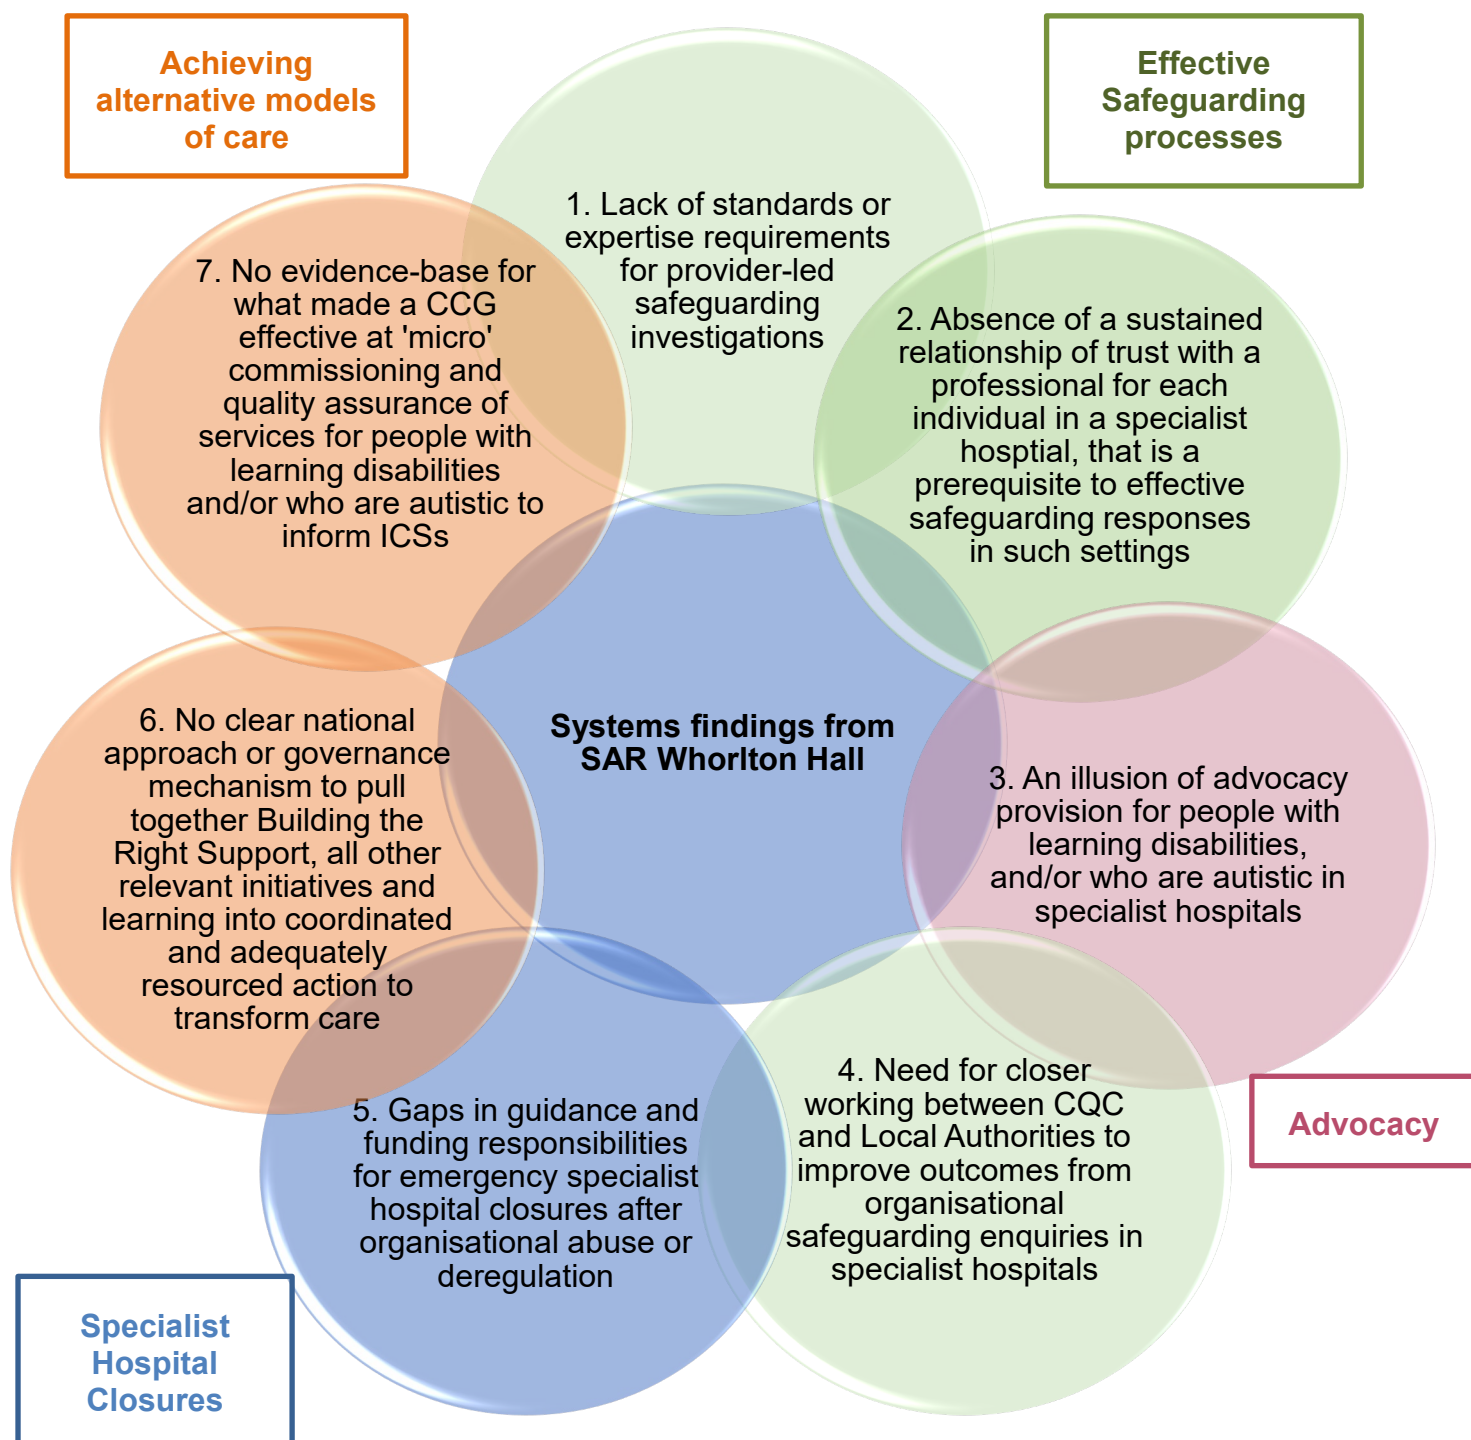 Achieving
alternative models
of care
Effective
Safeguarding
processes
1. Lack of standards or
expertise requirements
for provider-led
safeguarding
investigations
2. Absence of a sustained
relationship of trust with a
professional for each
individual in a specialist
hosptial, that is a
prerequisite to effective
safeguarding responses
in such settings
3. An illusion of advocacy
provision for people with
learning disabilities,
and/or who are autistic in
specialist hospitals
4. Need for closer
working between CQC
and Local Authorities to
improve outcomes from
organisational
safeguarding enquiries in
specialist hospitals
5. Gaps in guidance and
funding responsibilities
for emergency specialist
hospital closures after
organisational abuse or
deregulation
6. No clear national
approach or governance
mechanism to pull
together Building the
Right Support, all other
relevant initiatives and
learning into coordinated
and adequately
resourced action to
transform care
7. No evidence-base for
what made a CCG
effective at 'micro'
commissioning and
quality assurance of
services for people with
learning disabilities
and/or who are autistic to
inform ICSs
Systems findings from
SAR Whorlton Hall
Advocacy
Specialist
Hospital
Closures